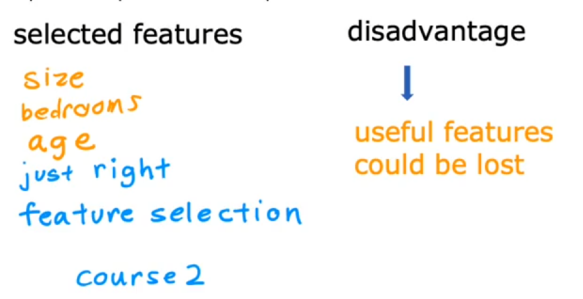 selected features
size
bedrooms
age
just right
feature selection
course 2
disadvantage
useful features
could be lost